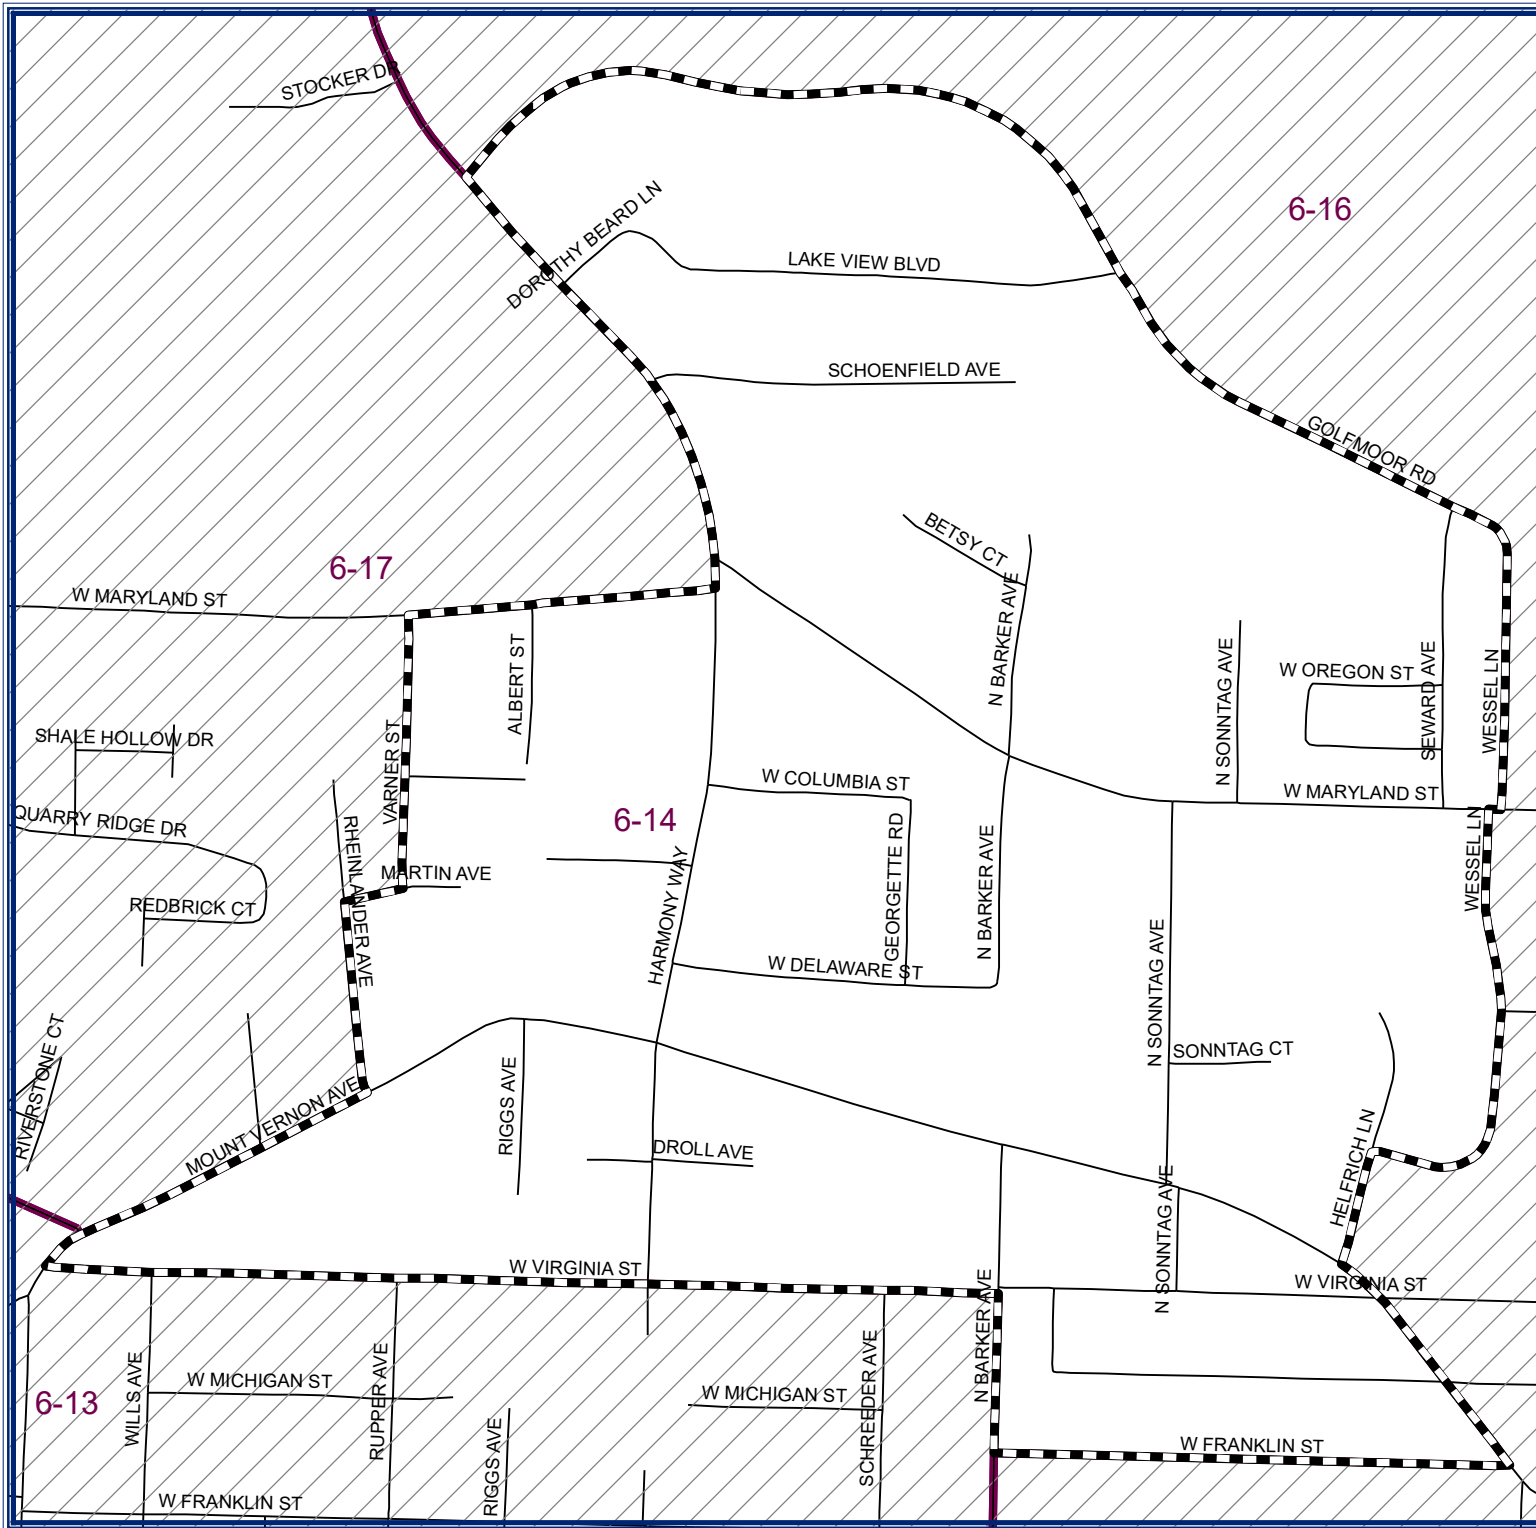 STOCKER DR
6-16
DOROTHY BEARD LN
LAKE VIEW BLVD
SCHOENFIELD AVE
GOLFMOOR RD
BETSY CT
6-17
W MARYLAND ST
N BARKER AVE
ALBERT ST
N SONNTAG AVE
W OREGON ST
SEWARD AVE
WESSEL LN
SHALE HOLLOW DR
VARNER ST
W COLUMBIA ST
W MARYLAND ST
QUARRY RIDGE DR
6-14
RHEINLANDER AVE
MARTIN AVE
HARMONY WAY
GEORGETTE RD
N BARKER AVE
WESSEL LN
REDBRICK CT
W DELAWARE ST
N SONNTAG AVE
RIVERSTONE CT
SONNTAG CT
MOUNT VERNON AVE
RIGGS AVE
DROLL AVE
HELFRICH LN
N SONNTAG AVE
W VIRGINIA ST
W VIRGINIA ST
N BARKER AVE
6-13
WILLS AVE
W MICHIGAN ST
RUPPER AVE
W MICHIGAN ST
SCHREEDER AVE
RIGGS AVE
W FRANKLIN ST
W FRANKLIN ST